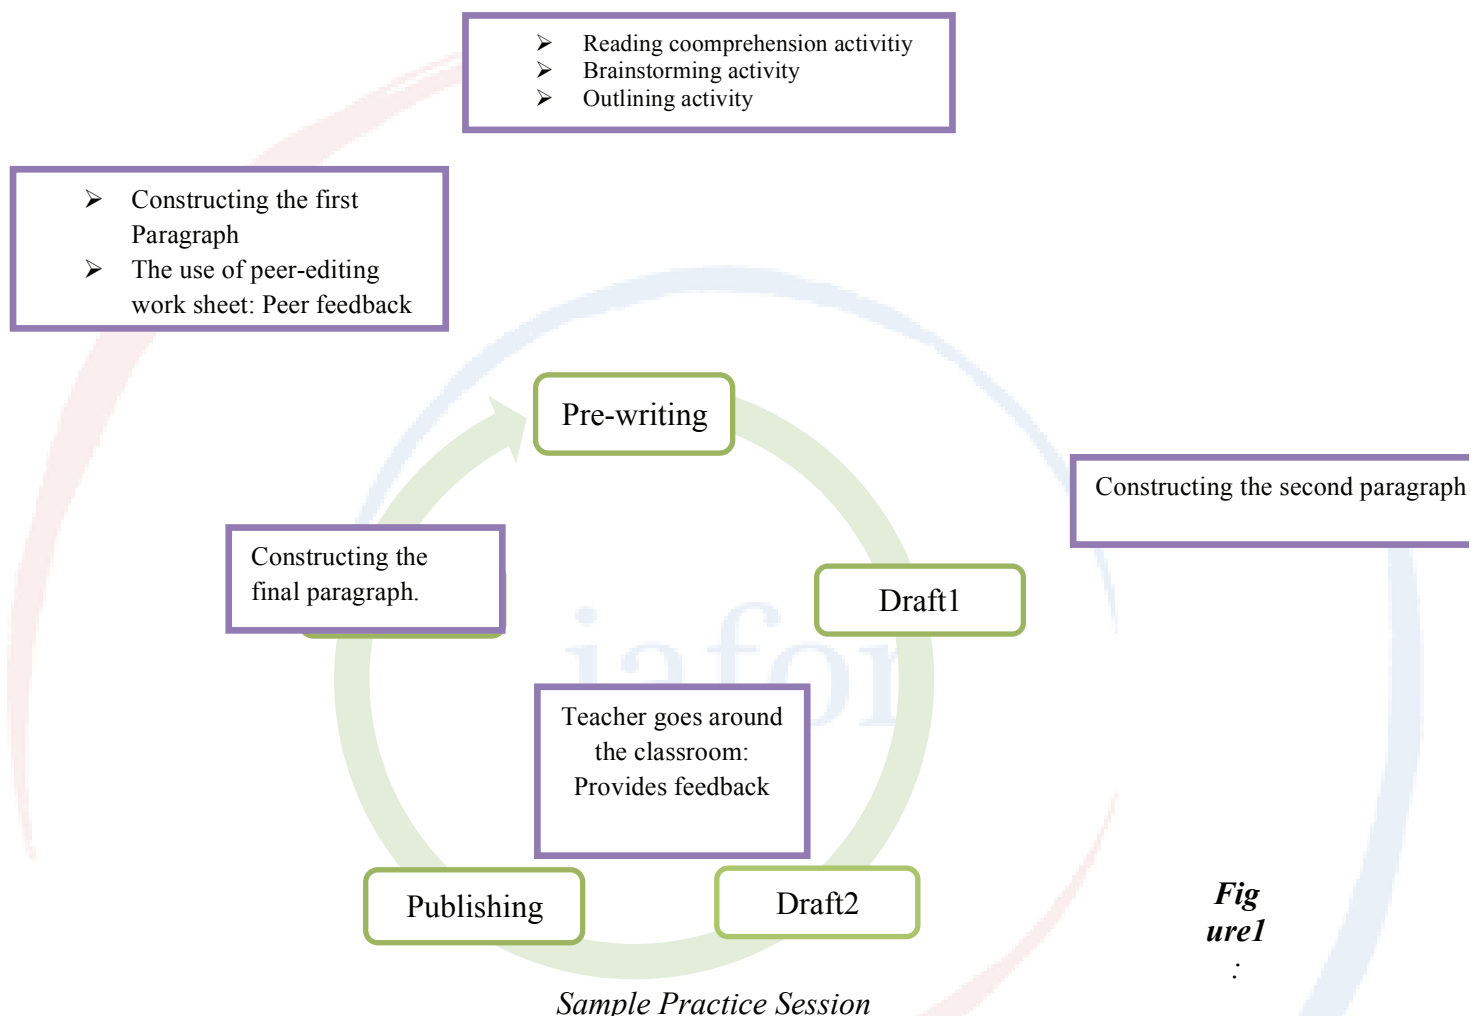 ➢ Reading coomprehension activitiy
➢ Brainstorming activity
➢ Outlining activity
➢ Constructing the first
Paragraph
➢ The use of peer-editing
work sheet: Peer feedback
Pre-writing
Constructing the second paragraph
Constructing the
final paragraph.
Draft1
iafor
Teacher goes around
the classroom:
Provides feedback
Publishing
Draft2
Fig
ure1
:
Sample Practice Session